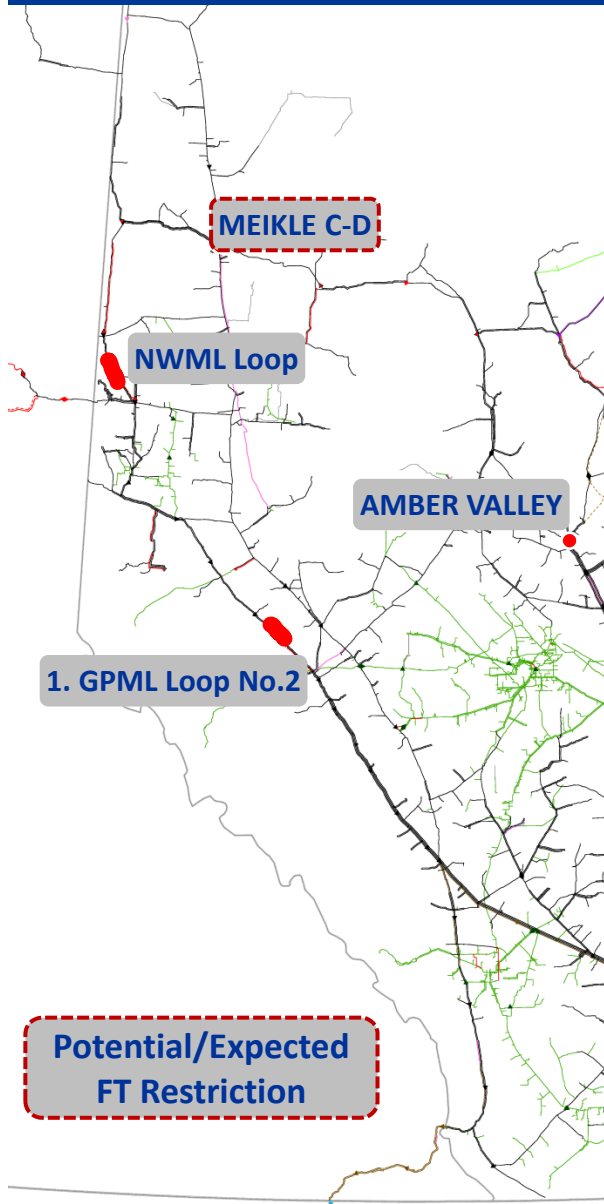 MEIKLE C-D
NWML Loop
AMBER VALLEY
1. GPML Loop No.2
Potential/Expected
FT Restriction